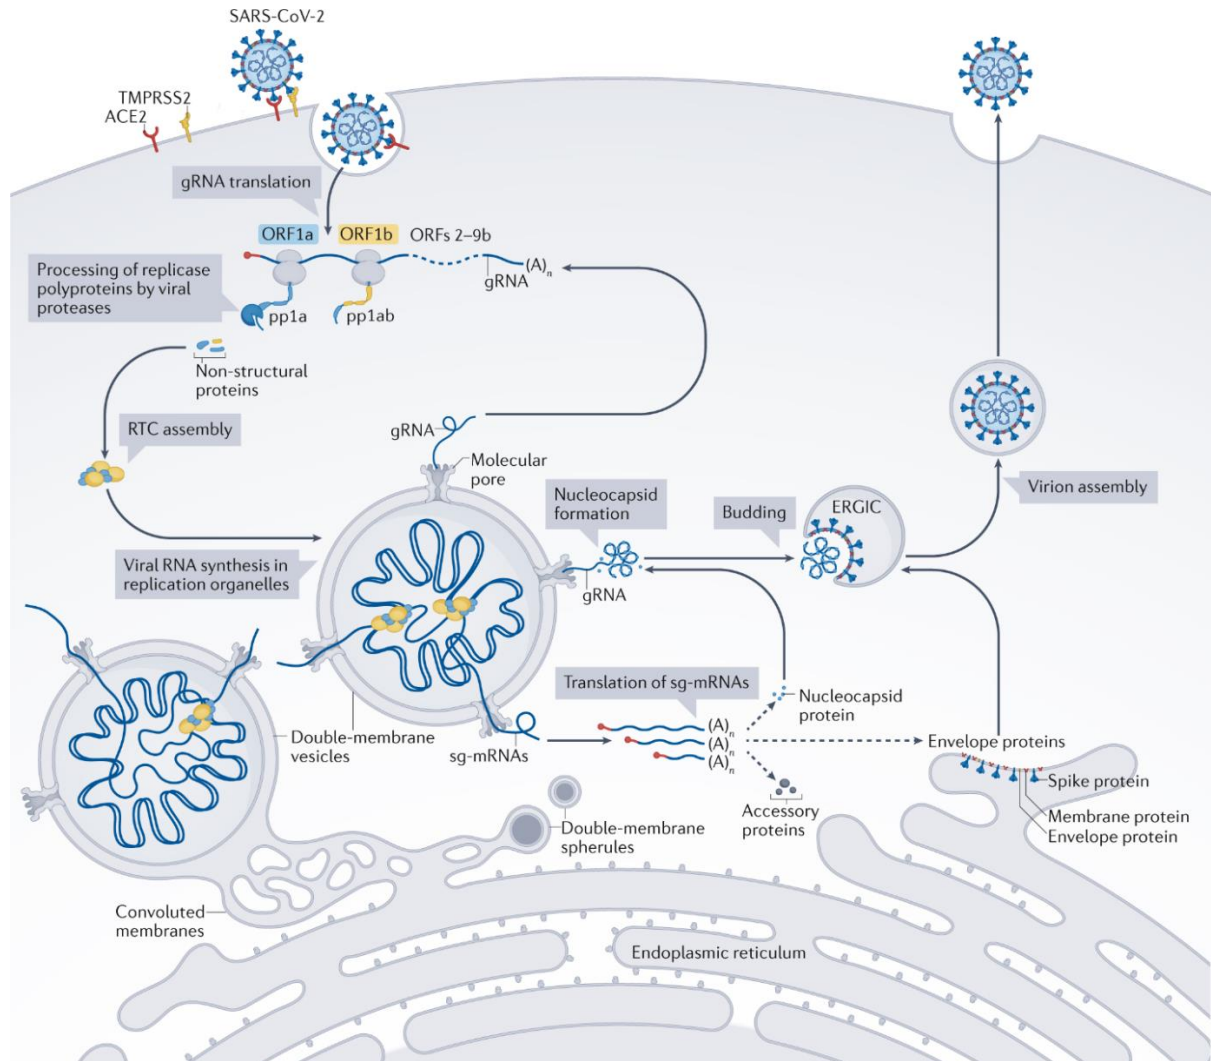 SARS-CoV-2
TMPRSS2
ACE2
gRNA translation
ORF1a
ORF1b
ORFs 2–9b
(A)n
gRNA
Processing of replicase
polyproteins by viral
proteases
pp1a
pp1ab
Non-structural
proteins
RTC assembly
gRNA
Molecular
pore
Nucleocapsid
formation
Budding
ERGIC
Virion assembly
Viral RNA synthesis in
replication organelles
gRNA
Translation of sg-mRNAs
Nucleocapsid
protein
Double-membrane
vesicles
sg-mRNAs
(A)n
(A)n
(A)n
Envelope proteins
Spike protein
Membrane protein
Envelope protein
Accessory
proteins
Double-membrane
spherules
Convoluted
membranes
Endoplasmic reticulum